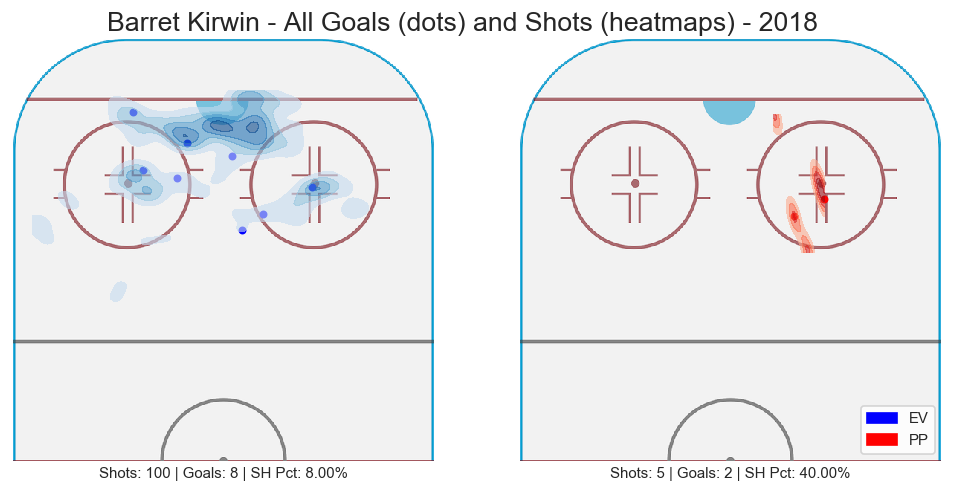 Barret Kirwin - All Goals (dots) and Shots (heatmaps) - 2018
EV
PP
Shots: 100 | Goals: 8 | SH Pct: 8.00%
Shots: 5 | Goals: 2 | SH Pct: 40.00%